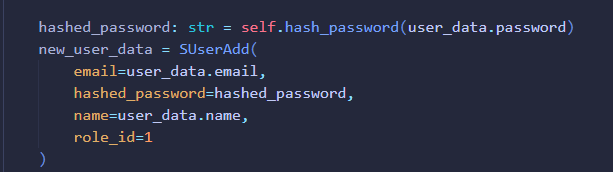 hashed_password: str = self.hash_password(user_data.password)
new_user_data = SUserAdd(
    email=user_data.email,
    hashed_password=hashed_password,
    name=user_data.name,
    role_id=1
)